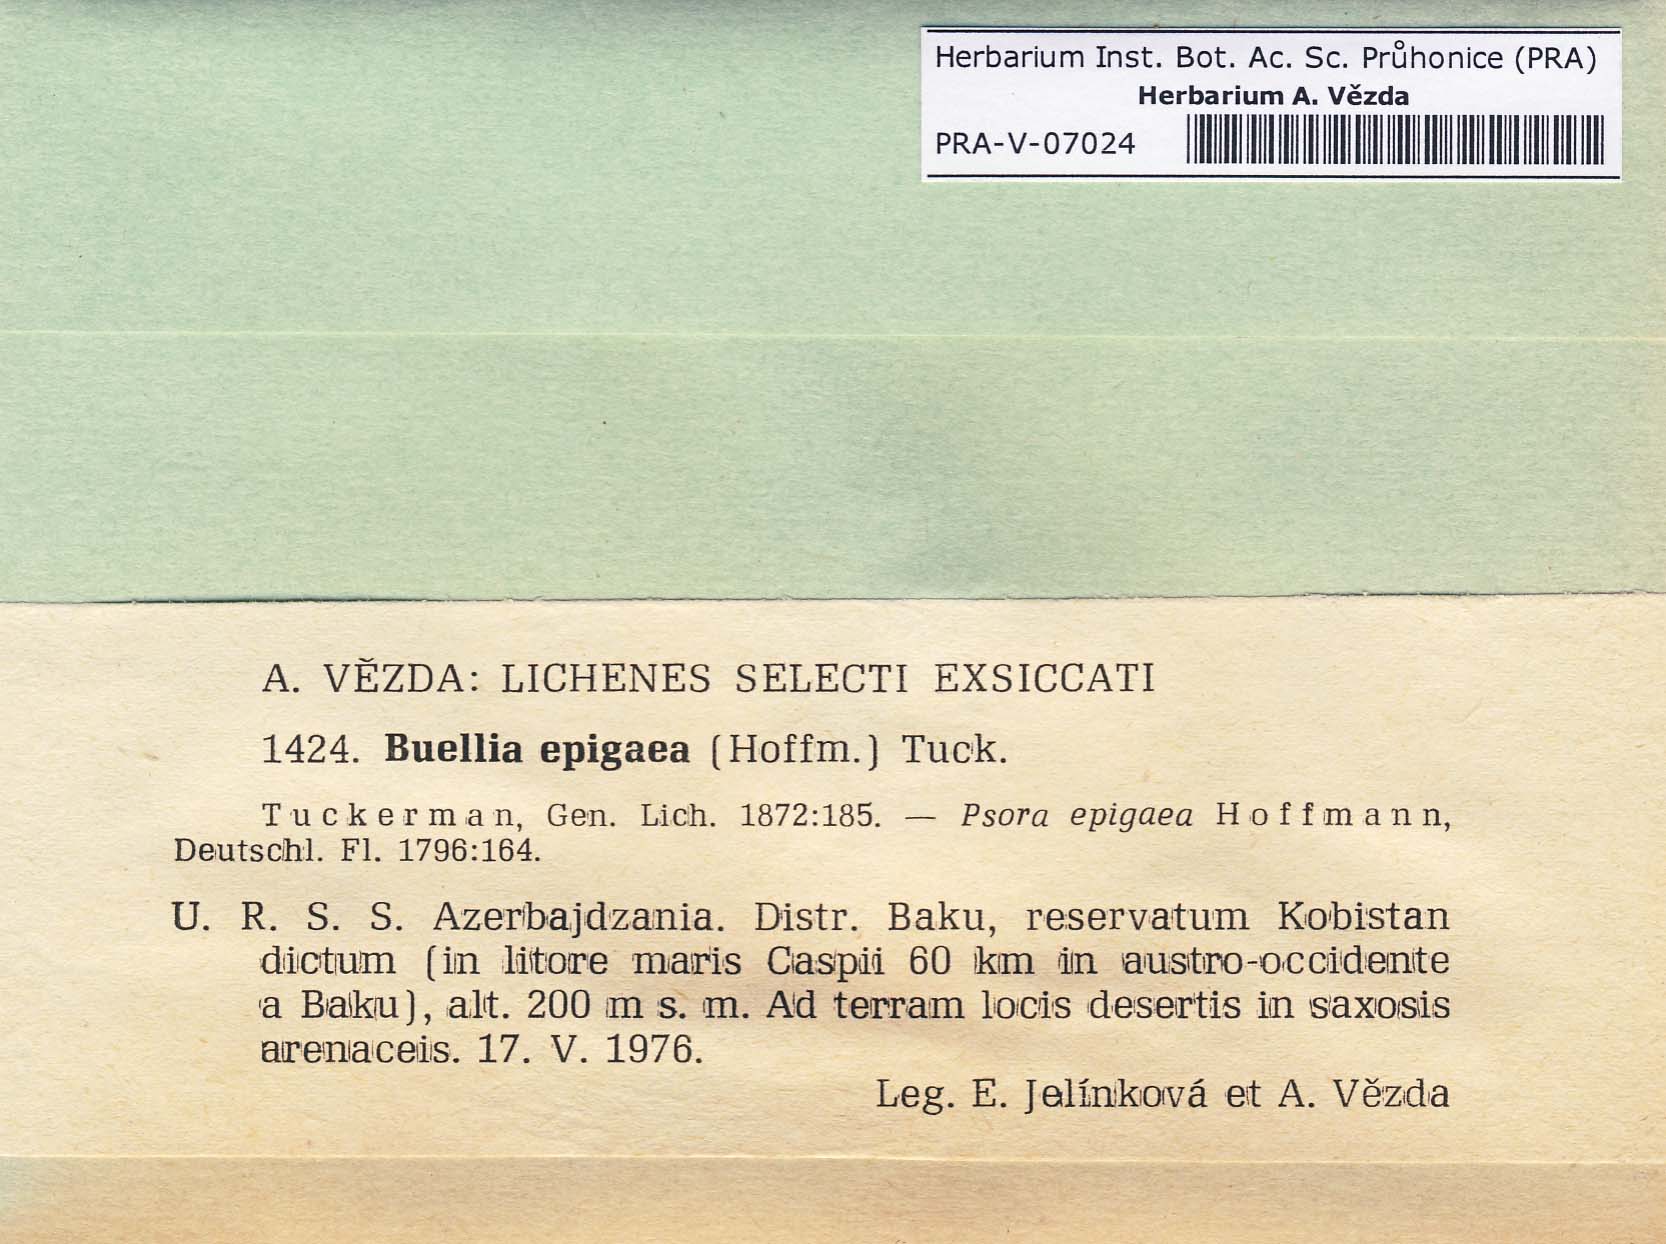 Herbarium Inst. Bot. Ac. Sc. Průhonice (PRA)
Herbarium A. Vězda
PRA-V-07024
A. VĚZDA: LICHENES SELECTI EXSICCATI
1424. Buellia epigaea (Hoffm.) Tuck.
Tuckerman, Gen. Lich. 1872:185. — Psora epigaea Hoffmann,
Deutschl. Fl. 1796:164.
U. R. S. S. Azerbajdzania. Distr. Baku, reservatum Kobistan
dictum (in litore maris Caspii 60 km in austro-occidente
a Baku), alt. 200 m s. m. Ad terram locis desertis in saxosis
arenaceis. 17. V. 1976.
Leg. E. Jelínková et A. Vězda